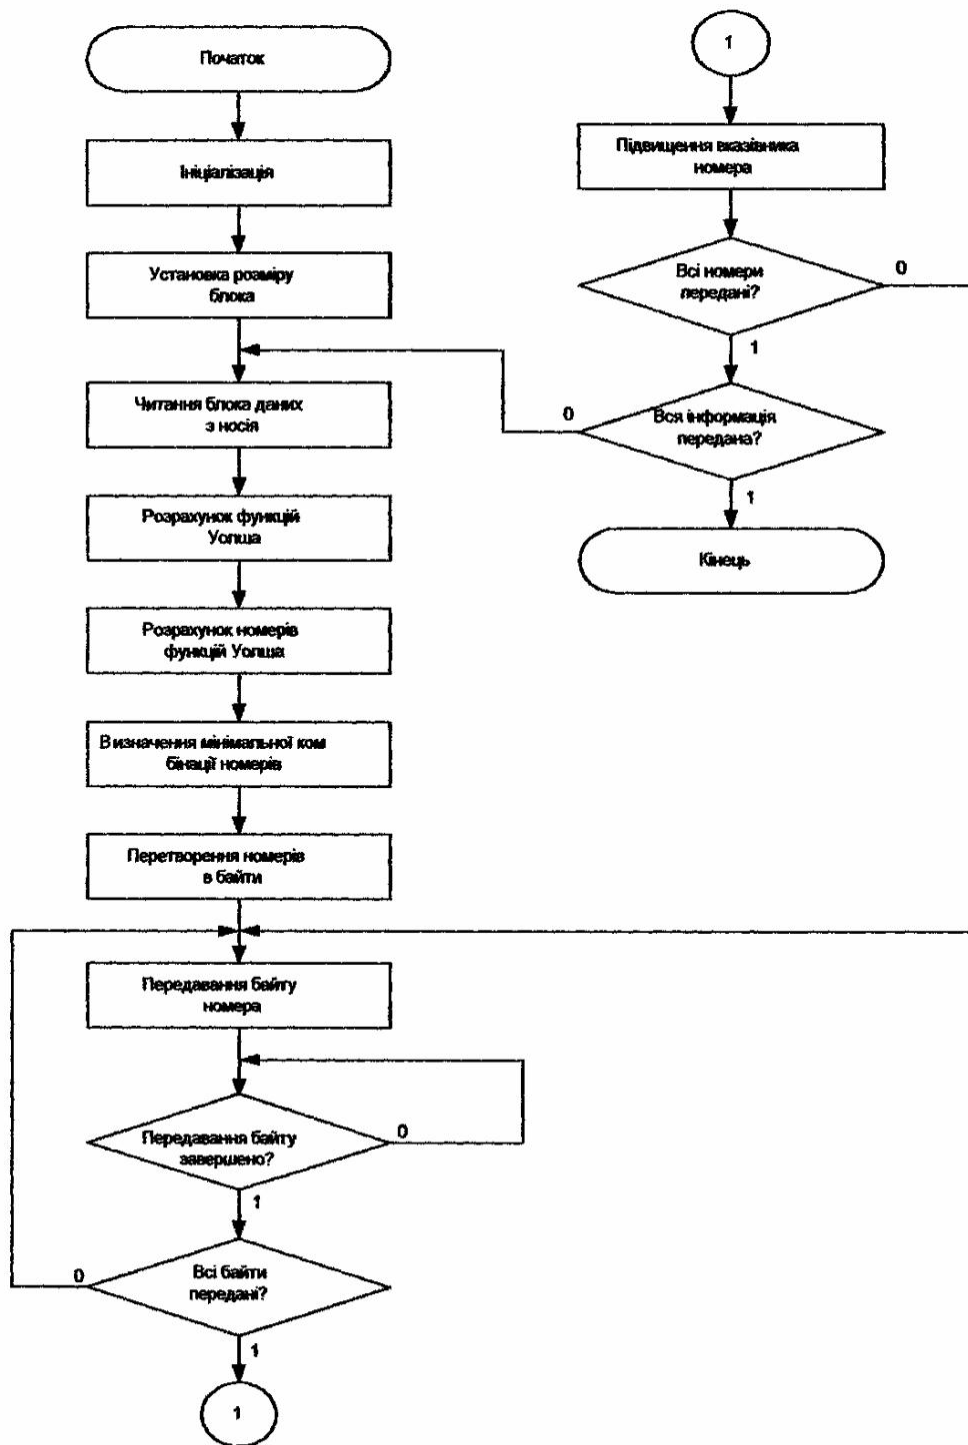 Початок
Ініціалізація
Установка розміру
блока
Читання блока даних
з носія
Розрахунок функцій
Уолша
Розрахунок номерів
функцій Уолша
Визначення мінімальної ком
бінації номерів
Перетворення номерів
в байти
Передавання байту
номера
Передавання байту
завершено?
0
1
Всі байти
передані?
0
1
1
1
Підвищення вказівника
номера
Всі номери
передані?
0
1
Вся інформація
передана?
0
1
Кінець